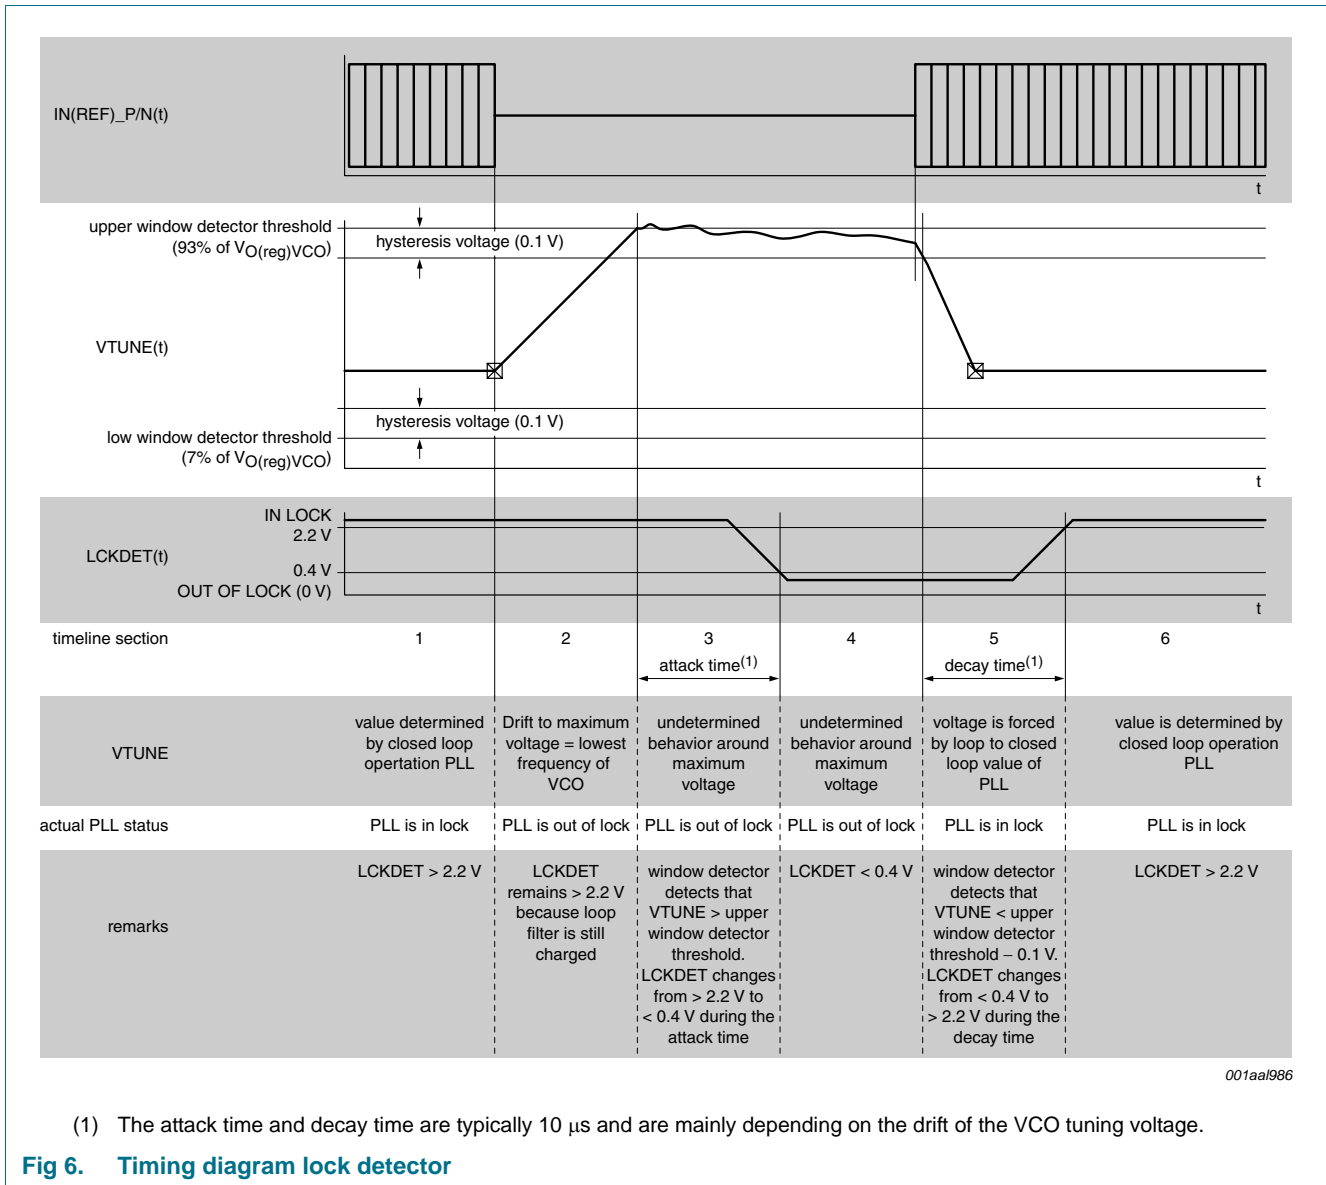 IN(REF)_P/N(t)
t
upper window detector threshold
(93% of VO(reg)VCO)
hysteresis voltage (0.1 V)
VTUNE(t)
hysteresis voltage (0.1 V)
low window detector threshold
(7% of VO(reg)VCO)
t
IN LOCK
2.2 V
LCKDET(t)
0.4 V
OUT OF LOCK (0 V)
t
timeline section 1 2 3 4 5 6
attack time(1) decay time(1)
VTUNE
value determined
by closed loop
opertation PLL
Drift to maximum
voltage = lowest
frequency of
VCO
undetermined
behavior around
maximum
voltage
undetermined
behavior around
maximum
voltage
voltage is forced
by loop to closed
loop value of
PLL
value is determined by
closed loop operation
PLL
actual PLL status PLL is in lock PLL is out of lock PLL is out of lock PLL is out of lock PLL is in lock PLL is in lock
remarks
LCKDET > 2.2 V
LCKDET
remains > 2.2 V
because loop
filter is still
charged
window detector
detects that
VTUNE > upper
window detector
threshold.
LCKDET changes
from > 2.2 V to
< 0.4 V during the
attack time
LCKDET < 0.4 V
window detector
detects that
VTUNE < upper
window detector
threshold − 0.1 V.
LCKDET changes
from < 0.4 V to
> 2.2 V during the
decay time
LCKDET > 2.2 V
001aal986
(1) The attack time and decay time are typically 10 μs and are mainly depending on the drift of the VCO tuning voltage.
Fig 6. Timing diagram lock detector